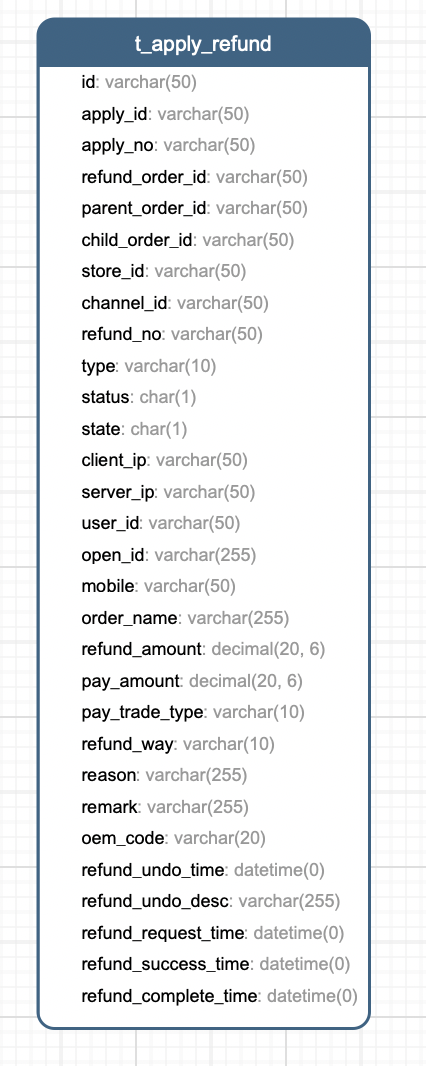 t_apply_refund
id: varchar(50)
apply_id: varchar(50)
apply_no: varchar(50)
refund_order_id: varchar(50)
parent_order_id: varchar(50)
child_order_id: varchar(50)
store_id: varchar(50)
channel_id: varchar(50)
refund_no: varchar(50)
type: varchar(10)
status: char(1)
state: char(1)
client_ip: varchar(50)
server_ip: varchar(50)
user_id: varchar(50)
open_id: varchar(255)
mobile: varchar(50)
order_name: varchar(255)
refund_amount: decimal(20, 6)
pay_amount: decimal(20, 6)
pay_trade_type: varchar(10)
refund_way: varchar(10)
reason: varchar(255)
remark: varchar(255)
oem_code: varchar(20)
refund_undo_time: datetime(0)
refund_undo_desc: varchar(255)
refund_request_time: datetime(0)
refund_success_time: datetime(0)
refund_complete_time: datetime(0)